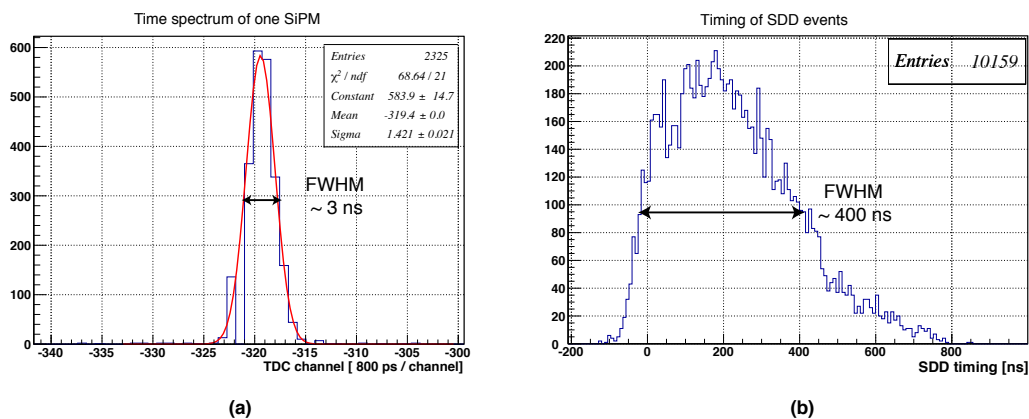 Time spectrum of one SiPM
600
500
400
300
200
100
0
Entries 2325
χ² / ndf 68.64 / 21
Constant 583.9 ± 14.7
Mean -319.4 ± 0.0
Sigma 1.421 ± 0.021
FWHM
~ 3 ns
-340 -335 -330 -325 -320 -315 -310 -305 -300
TDC channel [ 800 ps / channel]
(a)
Timing of SDD events
220
200
180
160
140
120
100
80
60
40
20
0
Entries 10159
FWHM
~ 400 ns
-200 0 200 400 600 800
SDD timing [ns]
(b)